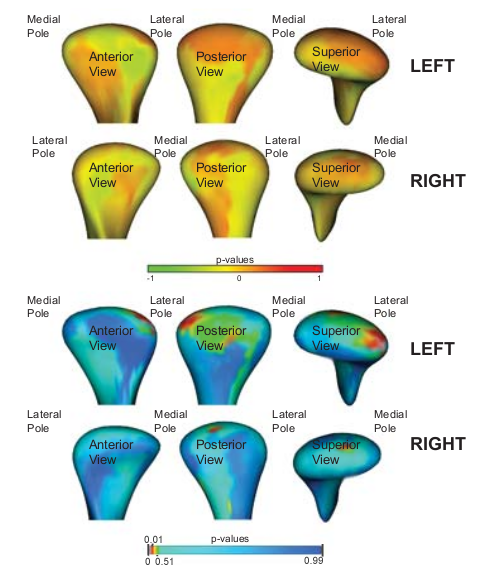 Medial Pole
Lateral Pole
Medial Pole
Lateral Pole
Anterior View
Posterior View
Superior View
LEFT
Lateral Pole
Medial Pole
Lateral Pole
Medial Pole
Anterior View
Posterior View
Superior View
RIGHT
p-values
-1 0 1
Medial Pole
Lateral Pole
Medial Pole
Lateral Pole
Anterior View
Posterior View
Superior View
LEFT
Lateral Pole
Medial Pole
Lateral Pole
Medial Pole
Anterior View
Posterior View
Superior View
RIGHT
0.01 p-values
0 0.51 0.99